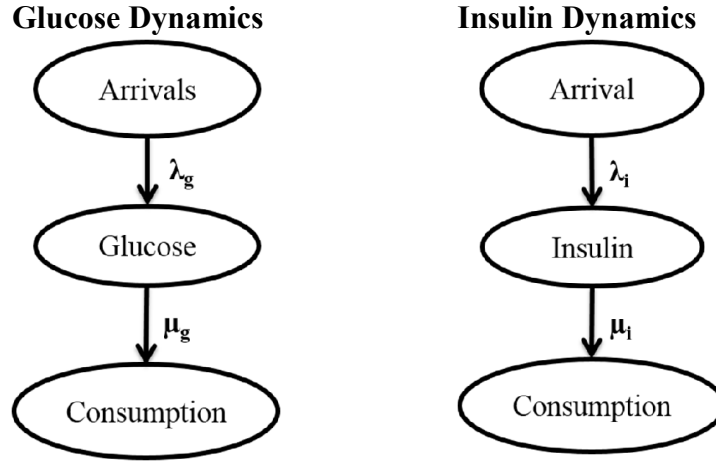 Glucose Dynamics
Arrivals
λg
Glucose
μg
Consumption
Insulin Dynamics
Arrival
λi
Insulin
μi
Consumption